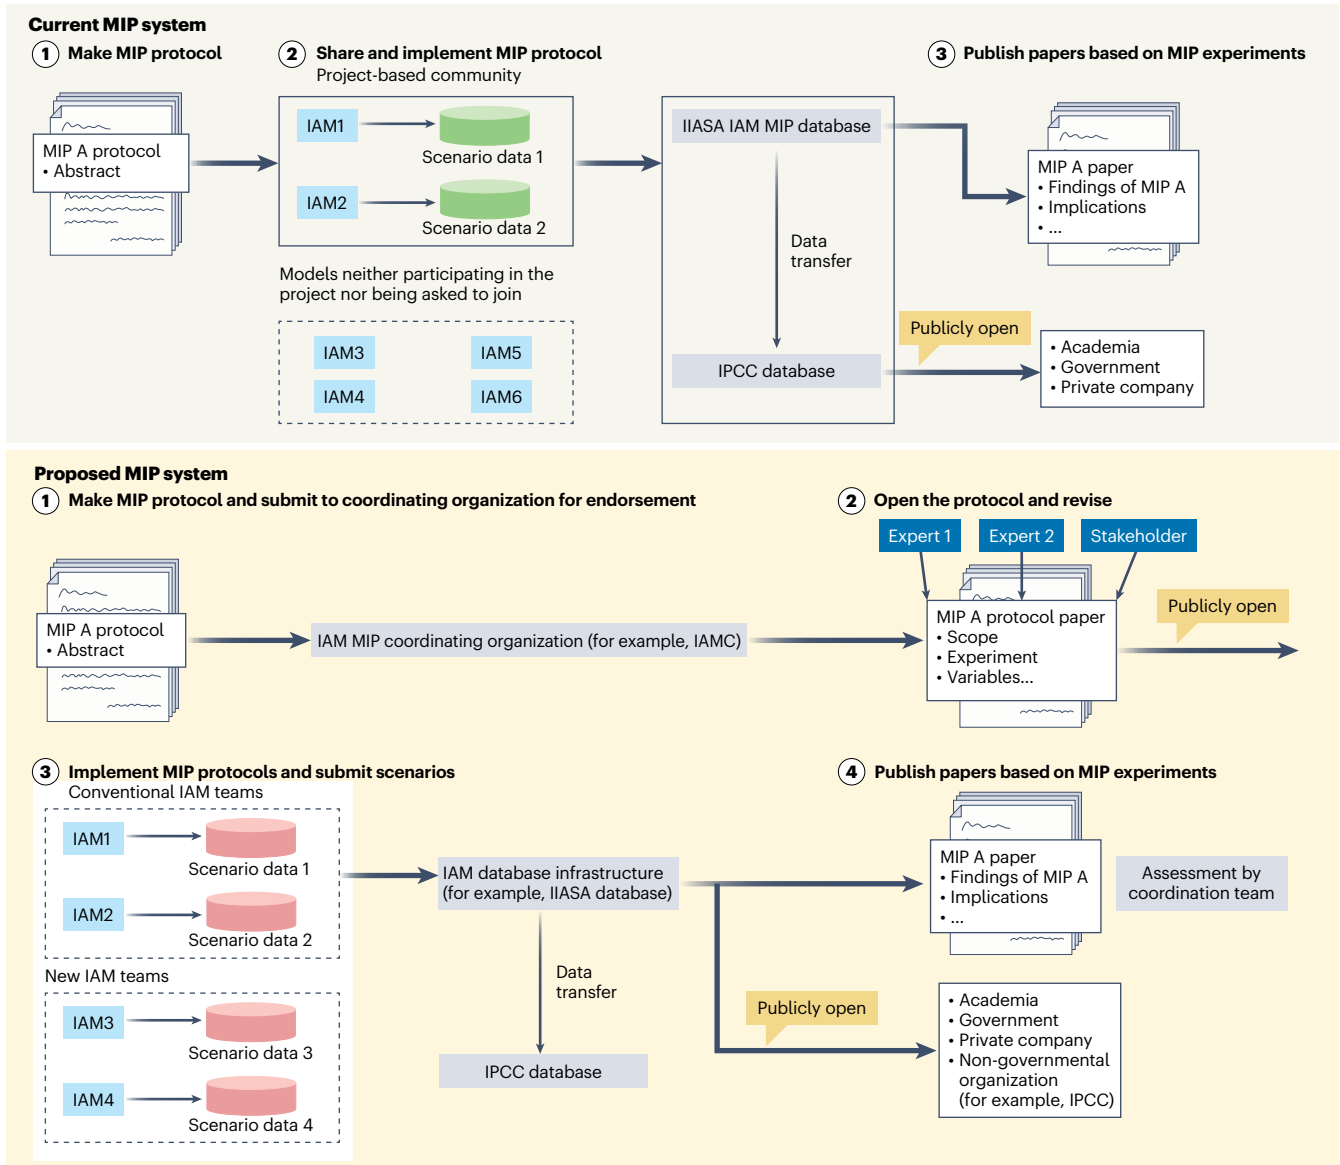 Current MIP system
1 Make MIP protocol
MIP A protocol
• Abstract
2 Share and implement MIP protocol
Project-based community
IAM1
Scenario data 1
IAM2
Scenario data 2
Models neither participating in the
project nor being asked to join
IAM3
IAM5
IAM4
IAM6
IIASA IAM MIP database
Data
transfer
IPCC database
3 Publish papers based on MIP experiments
MIP A paper
• Findings of MIP A
• Implications
• ...
Publicly open
• Academia
• Government
• Private company
Proposed MIP system
1 Make MIP protocol and submit to coordinating organization for endorsement
MIP A protocol
• Abstract
IAM MIP coordinating organization (for example, IAMC)
2 Open the protocol and revise
Expert 1
Expert 2
Stakeholder
MIP A protocol paper
• Scope
• Experiment
• Variables...
Publicly open
3 Implement MIP protocols and submit scenarios
Conventional IAM teams
IAM1
Scenario data 1
IAM2
Scenario data 2
New IAM teams
IAM3
Scenario data 3
IAM4
Scenario data 4
IAM database infrastructure
(for example, IIASA database)
Data
transfer
IPCC database
4 Publish papers based on MIP experiments
MIP A paper
• Findings of MIP A
• Implications
• ...
Assessment by
coordination team
Publicly open
• Academia
• Government
• Private company
• Non-governmental
organization
(for example, IPCC)